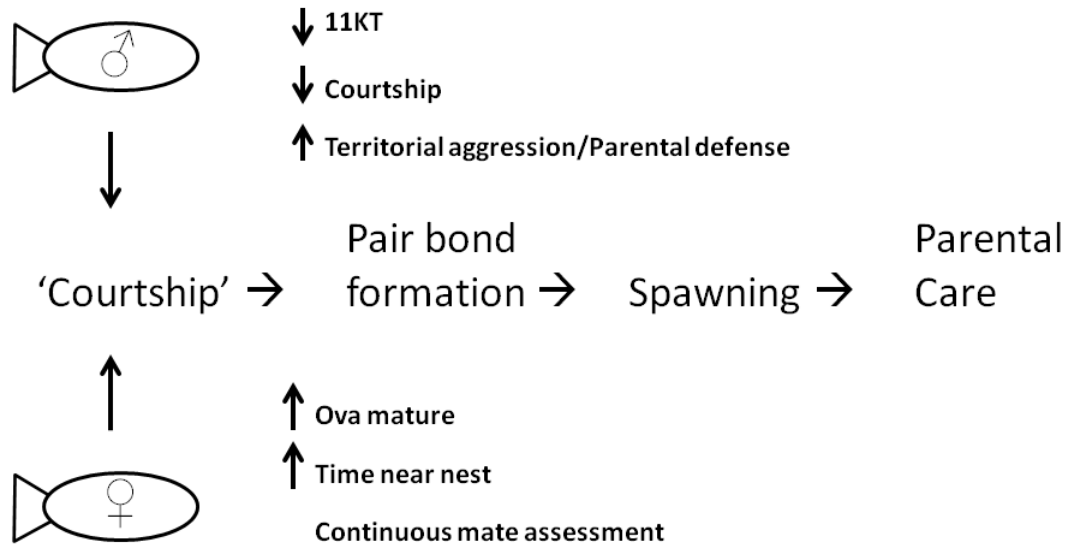 ↓ 11KT
↓ Courtship
↑ Territorial aggression/Parental defense
Pair bond Parental
‘Courtship’ → formation → Spawning → Care
↑ Ova mature
↑ Time near nest
Continuous mate assessment